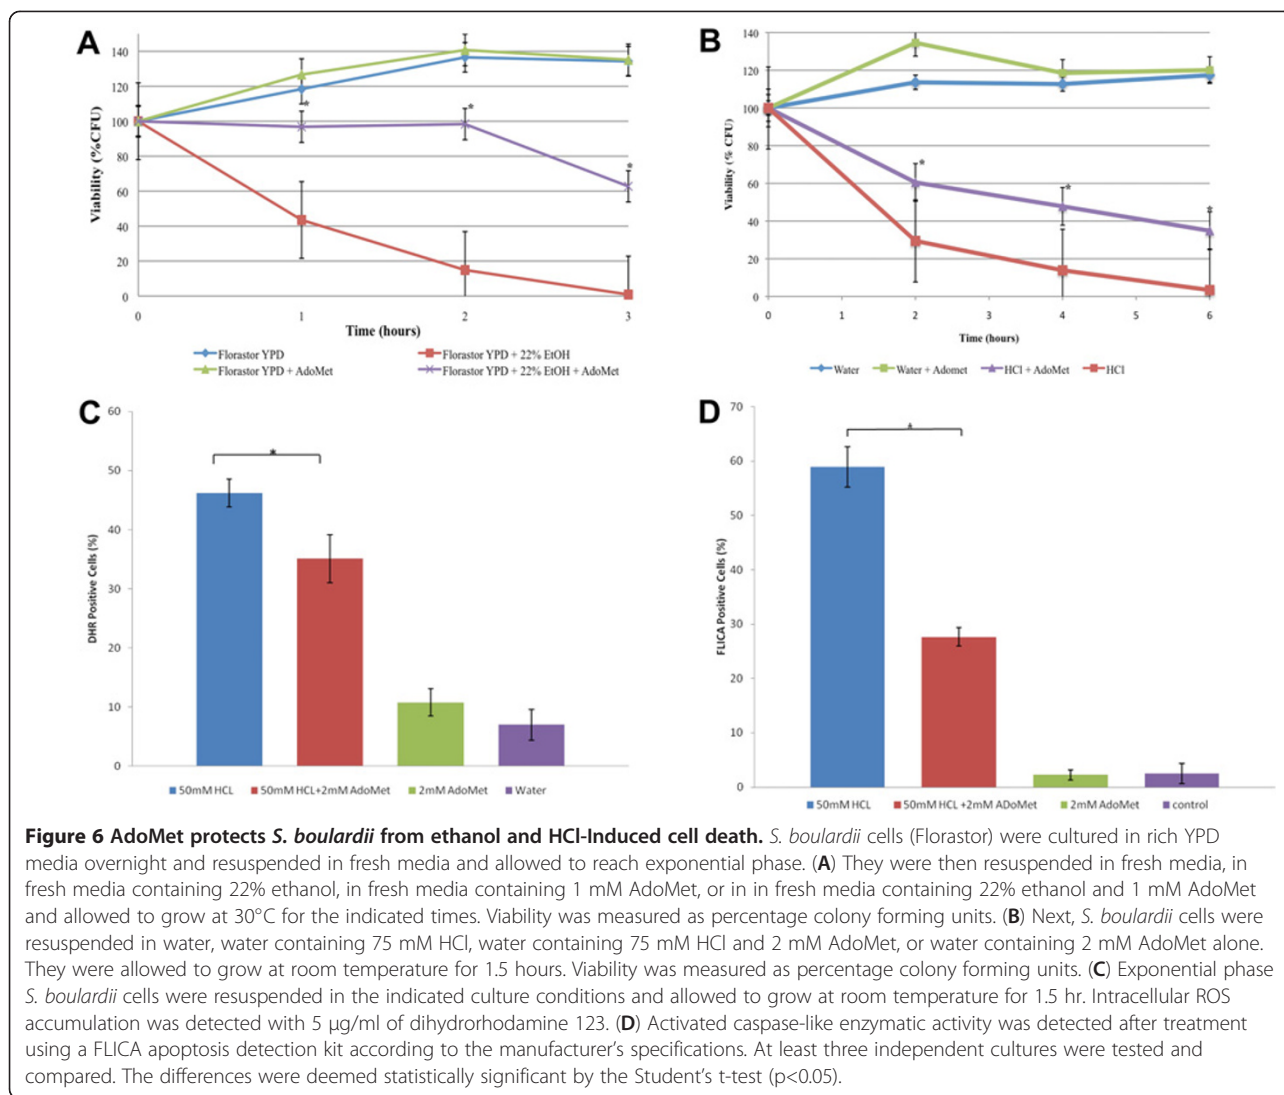 A
Viability (%CFU)
140
120
100
80
60
40
20
0
*
*
*
0
1
2
3
Time (hours)
Florastor YPD
Florastor YPD + 22% EtOH
Florastor YPD + AdoMet
Florastor YPD + 22% EtOH + AdoMet
B
Viability (% CFU)
140
120
100
80
60
40
20
0
*
*
*
0
1
2
3
4
5
6
Time (hours)
Water
Water + Adomet
HCl + AdoMet
HCl
C
DHR Positive Cells (%)
60
50
40
30
20
10
0
*
50mM HCL
50mM HCL+2mM AdoMet
2mM AdoMet
Water
D
FLICA Positive Cells (%)
70
60
50
40
30
20
10
0
*
50mM HCL
50mM HCL +2mM ADoMet
2mM AdoMet
control
Figure 6 AdoMet protects S. boulardii from ethanol and HCl-Induced cell death. S. boulardii cells (Florastor) were cultured in rich YPD
media overnight and resuspended in fresh media and allowed to reach exponential phase. (A) They were then resuspended in fresh media, in
fresh media containing 22% ethanol, in fresh media containing 1 mM AdoMet, or in in fresh media containing 22% ethanol and 1 mM AdoMet
and allowed to grow at 30°C for the indicated times. Viability was measured as percentage colony forming units. (B) Next, S. boulardii cells were
resuspended in water, water containing 75 mM HCl, water containing 75 mM HCl and 2 mM AdoMet, or water containing 2 mM AdoMet alone.
They were allowed to grow at room temperature for 1.5 hours. Viability was measured as percentage colony forming units. (C) Exponential phase
S. boulardii cells were resuspended in the indicated culture conditions and allowed to grow at room temperature for 1.5 hr. Intracellular ROS
accumulation was detected with 5 μg/ml of dihydrorhodamine 123. (D) Activated caspase-like enzymatic activity was detected after treatment
using a FLICA apoptosis detection kit according to the manufacturer's specifications. At least three independent cultures were tested and
compared. The differences were deemed statistically significant by the Student's t-test (p<0.05).